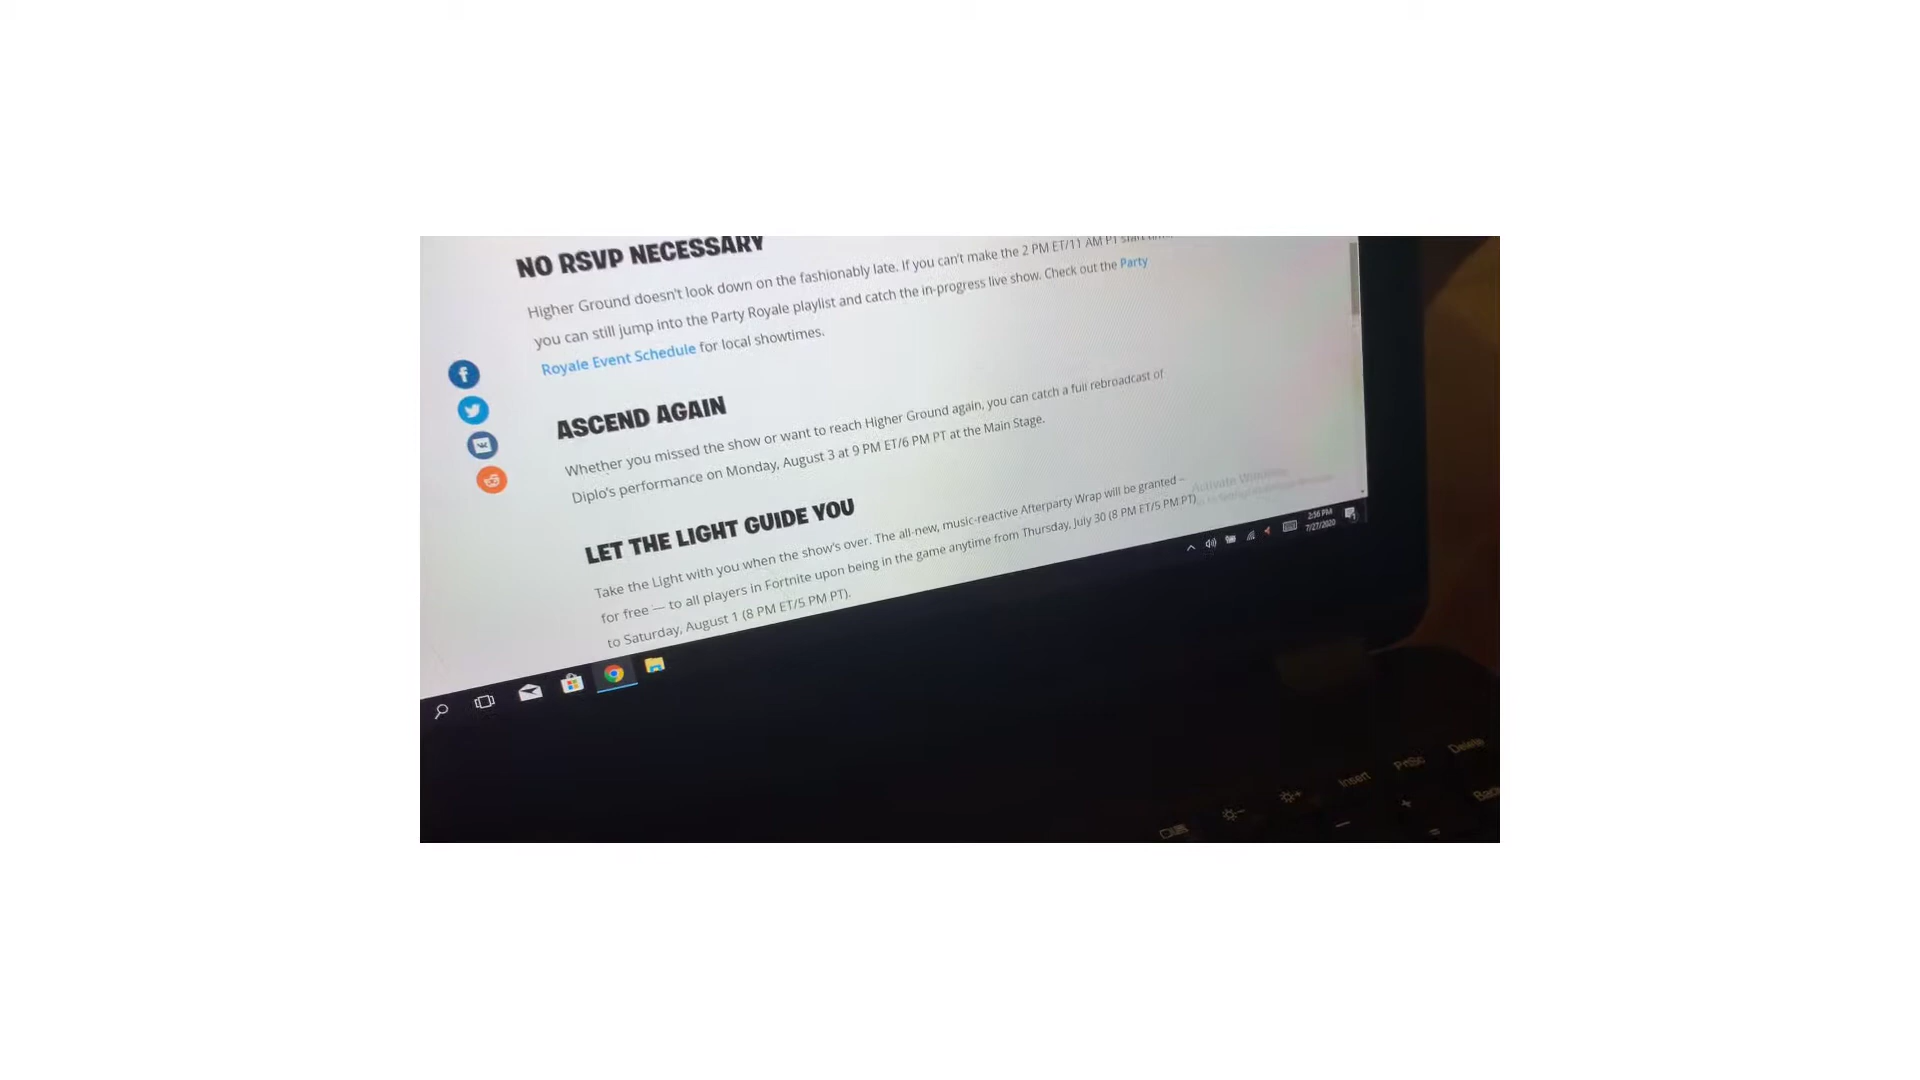 NO RSVP NECESSARY
Higher Ground doesn't look down on the fashionably late. If you can't make the 2 PM ET/11 AM PT start
you can still jump into the Party Royale playlist and catch the in-progress live show. Check out the Party
Royale Event Schedule for local showtimes.
ASCEND AGAIN
Whether you missed the show or want to reach Higher Ground again, you can catch a full rebroadcast of
Diplo's performance on Monday, August 3 at 9 PM ET/6 PM PT at the Main Stage.
LET THE LIGHT GUIDE YOU
Take the Light with you when the show's over. The all-new, music-reactive Afterparty Wrap will be granted –
for free — to all players in Fortnite upon being in the game anytime from Thursday, July 30 (8 PM ET/5 PM PT)
to Saturday, August 1 (8 PM ET/5 PM PT).
Activate Windows
2:56 PM
7/27/2020
Insert
PrtSc
Delete
Back